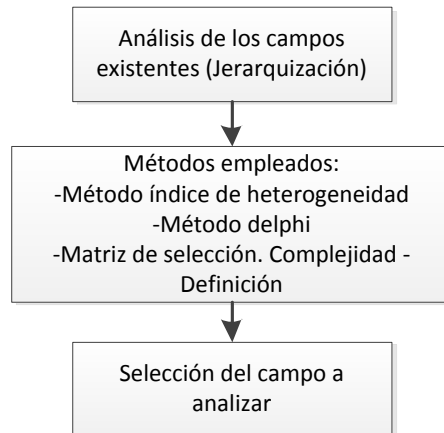 Análisis de los campos
existentes (Jerarquización)
Métodos empleados:
-Método índice de heterogeneidad
-Método delphi
-Matriz de selección. Complejidad -
Definición
Selección del campo a
analizar